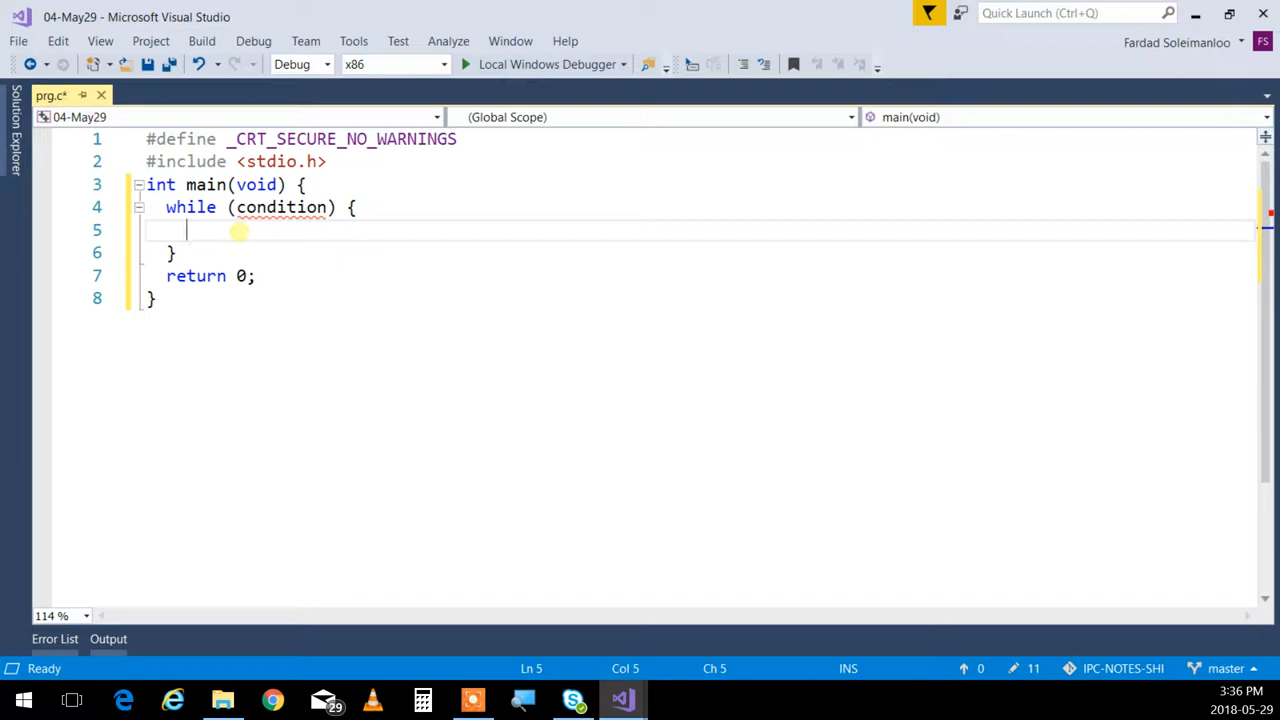 04-May29 - Microsoft Visual Studio
Quick Launch (Ctrl+Q)
File Edit View Project Build Debug Team Tools Test Analyze Window Help
Fardad Soleimanloo FS
Debug x86 Local Windows Debugger
Solution Explorer
prg.c*
04-May29 (Global Scope) main(void)
1 #define _CRT_SECURE_NO_WARNINGS
2 #include <stdio.h>
3 int main(void) {
4 while (condition) {
5
6 }
7 return 0;
8 }
114 %
Error List Output
Ready Ln 5 Col 5 Ch 5 INS 0 11 IPC-NOTES-SHI master
29
3:36 PM
2018-05-29